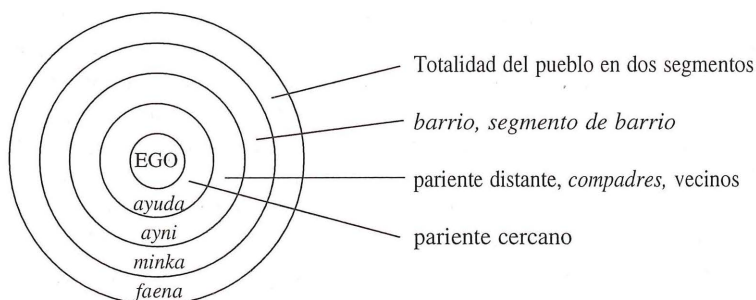 Totalidad del pueblo en dos segmentos
barrio, segmento de barrio
pariente distante, compadres, vecinos
pariente cercano
EGO
ayuda
ayni
minka
faena